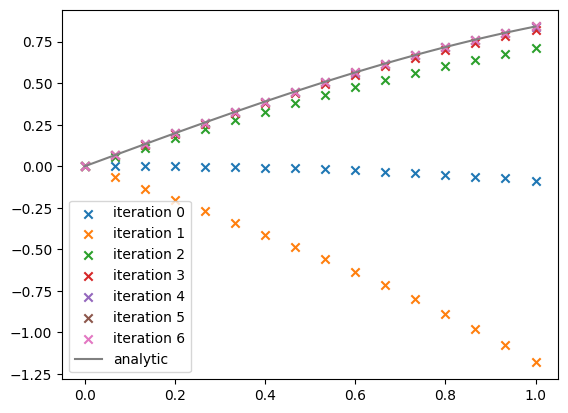 0.75
0.50
0.25
0.00
−0.25
−0.50
−0.75
−1.00
−1.25
iteration 0
iteration 1
iteration 2
iteration 3
iteration 4
iteration 5
iteration 6
analytic
0.0 0.2 0.4 0.6 0.8 1.0